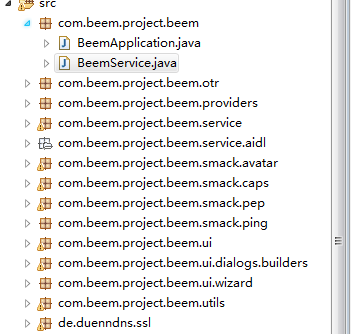 src
com.beem.project.beem
BeemApplication.java
BeemService.java
com.beem.project.beem.otr
com.beem.project.beem.providers
com.beem.project.beem.service
com.beem.project.beem.service.aidl
com.beem.project.beem.smack.avatar
com.beem.project.beem.smack.caps
com.beem.project.beem.smack.pep
com.beem.project.beem.smack.ping
com.beem.project.beem.ui
com.beem.project.beem.ui.dialogs.builders
com.beem.project.beem.ui.wizard
com.beem.project.beem.utils
de.duenndns.ssl